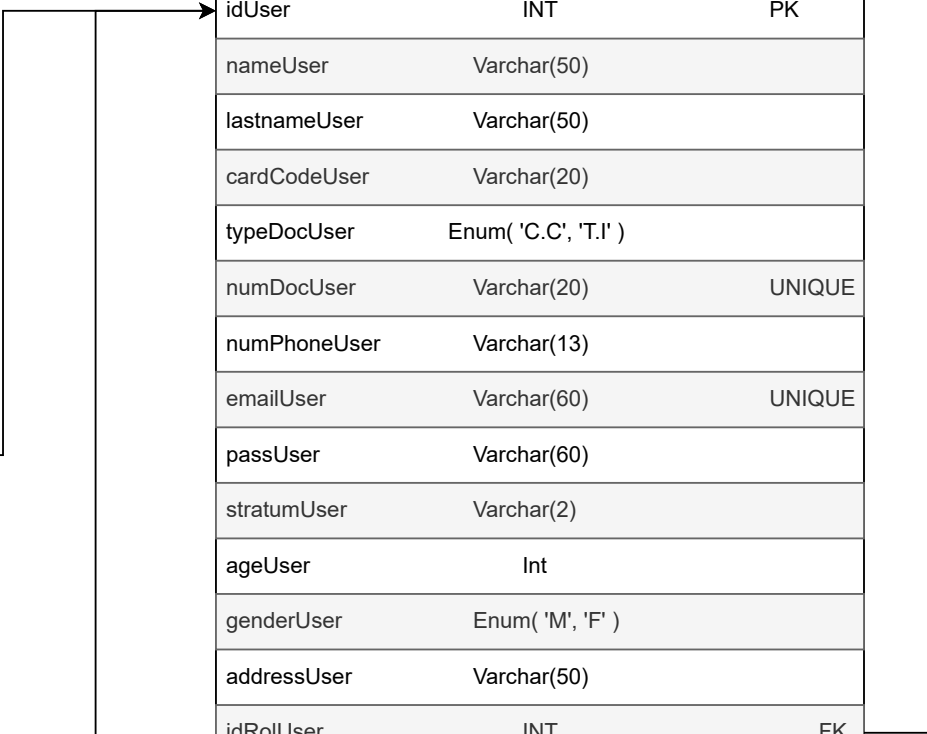 idUser INT PK
nameUser Varchar(50)
lastnameUser Varchar(50)
cardCodeUser Varchar(20)
typeDocUser Enum( 'C.C', 'T.I' )
numDocUser Varchar(20) UNIQUE
numPhoneUser Varchar(13)
emailUser Varchar(60) UNIQUE
passUser Varchar(60)
stratumUser Varchar(2)
ageUser Int
genderUser Enum( 'M', 'F' )
addressUser Varchar(50)
idRolUser INT FK